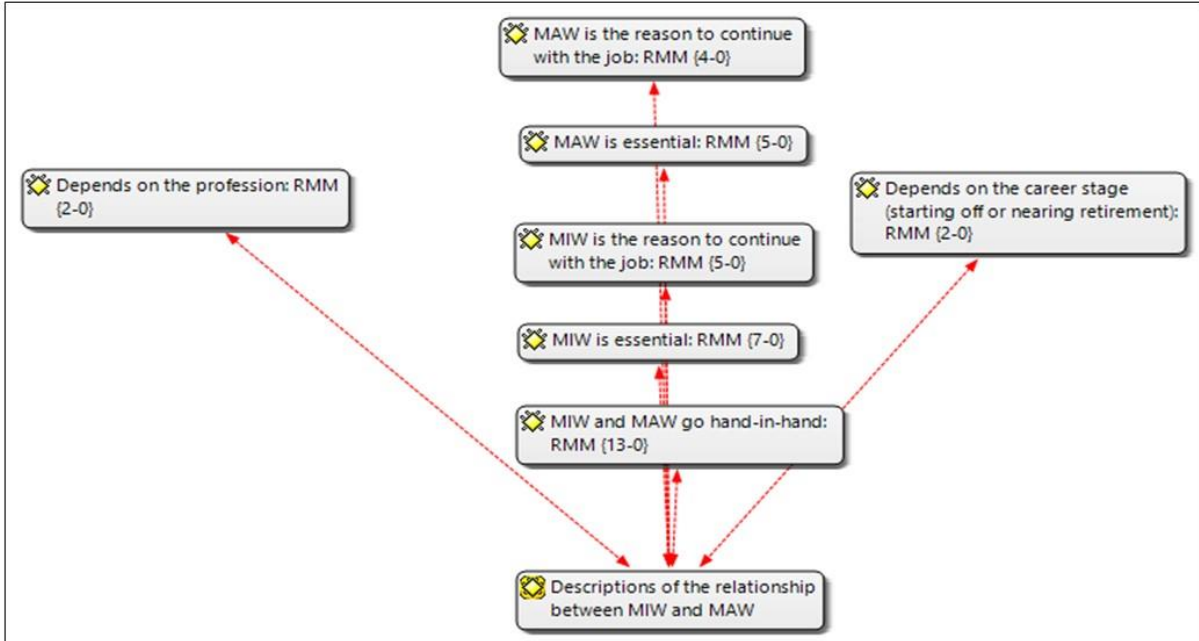 MAW is the reason to continue
with the job: RMM {4-0}
MAW is essential: RMM {5-0}
Depends on the profession: RMM
{2-0}
Depends on the career stage
(starting off or nearing retirement):
RMM {2-0}
MIW is the reason to continue
with the job: RMM {5-0}
MIW is essential: RMM {7-0}
MIW and MAW go hand-in-hand:
RMM {13-0}
Descriptions of the relationship
between MIW and MAW